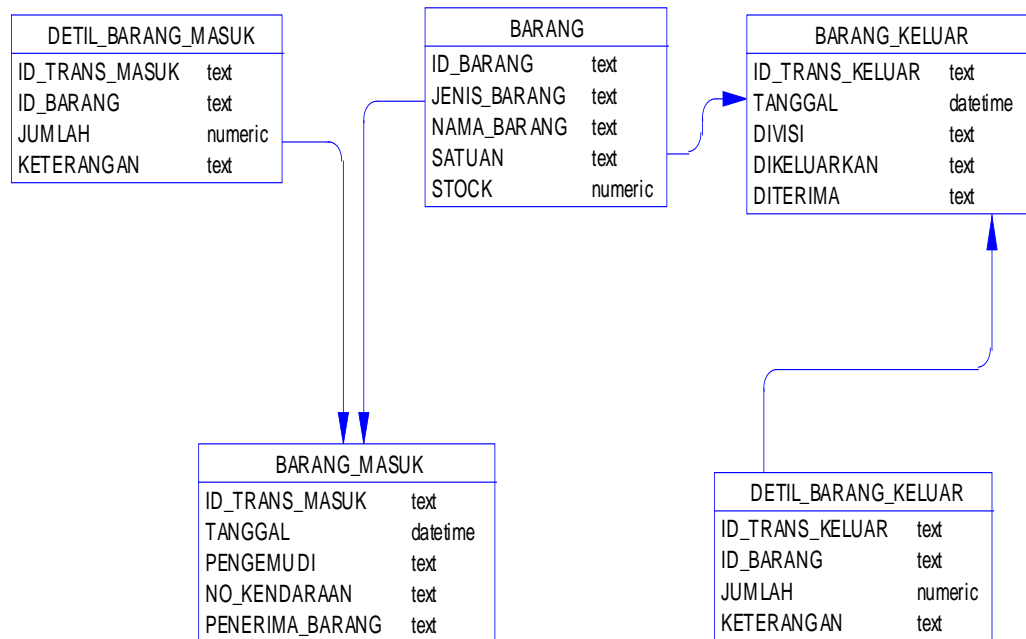 DETIL_BARANG_MASUK
ID_TRANS_MASUK text
ID_BARANG text
JUMLAH numeric
KETERANGAN text
BARANG
ID_BARANG text
JENIS_BARANG text
NAMA_BARANG text
SATUAN text
STOCK numeric
BARANG_KELUAR
ID_TRANS_KELUAR text
TANGGAL datetime
DIVISI text
DIKELUARKAN text
DITERIMA text
BARANG_MASUK
ID_TRANS_MASUK text
TANGGAL datetime
PENGEMUDI text
NO_KENDARAAN text
PENERIMA_BARANG text
DETIL_BARANG_KELUAR
ID_TRANS_KELUAR text
ID_BARANG text
JUMLAH numeric
KETERANGAN text